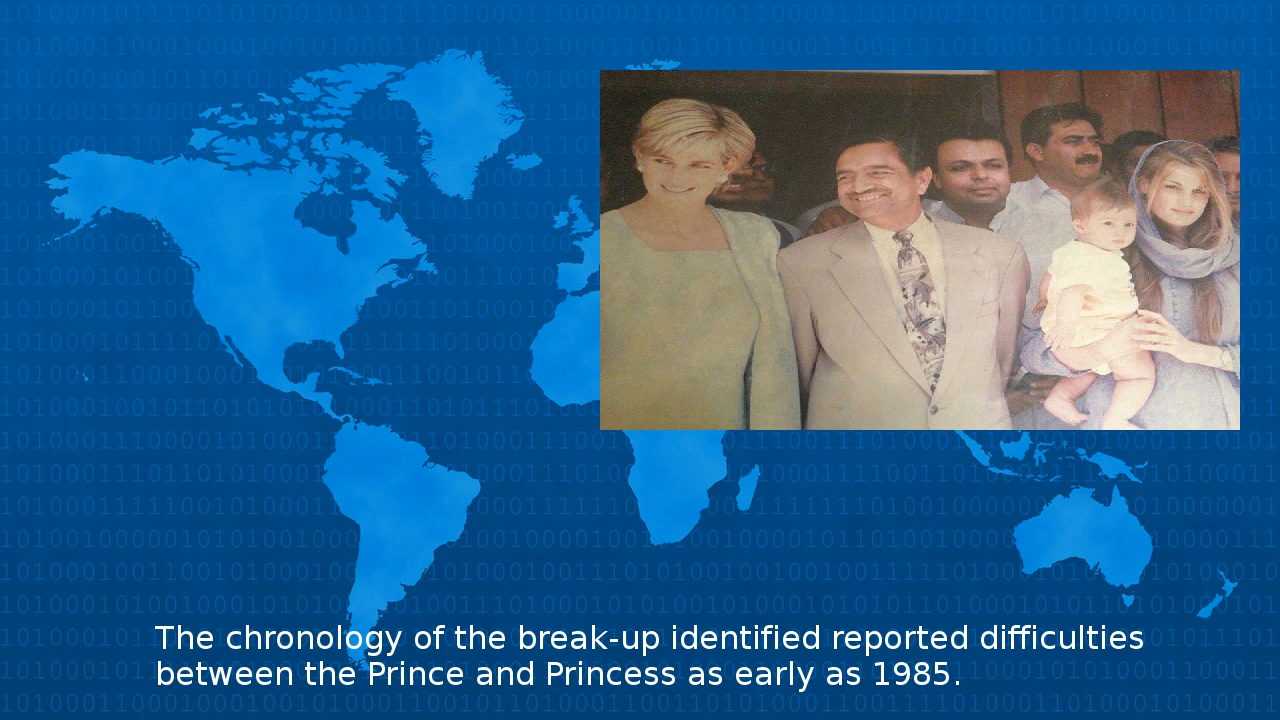 The chronology of the break-up identified reported difficulties
between the Prince and Princess as early as 1985.